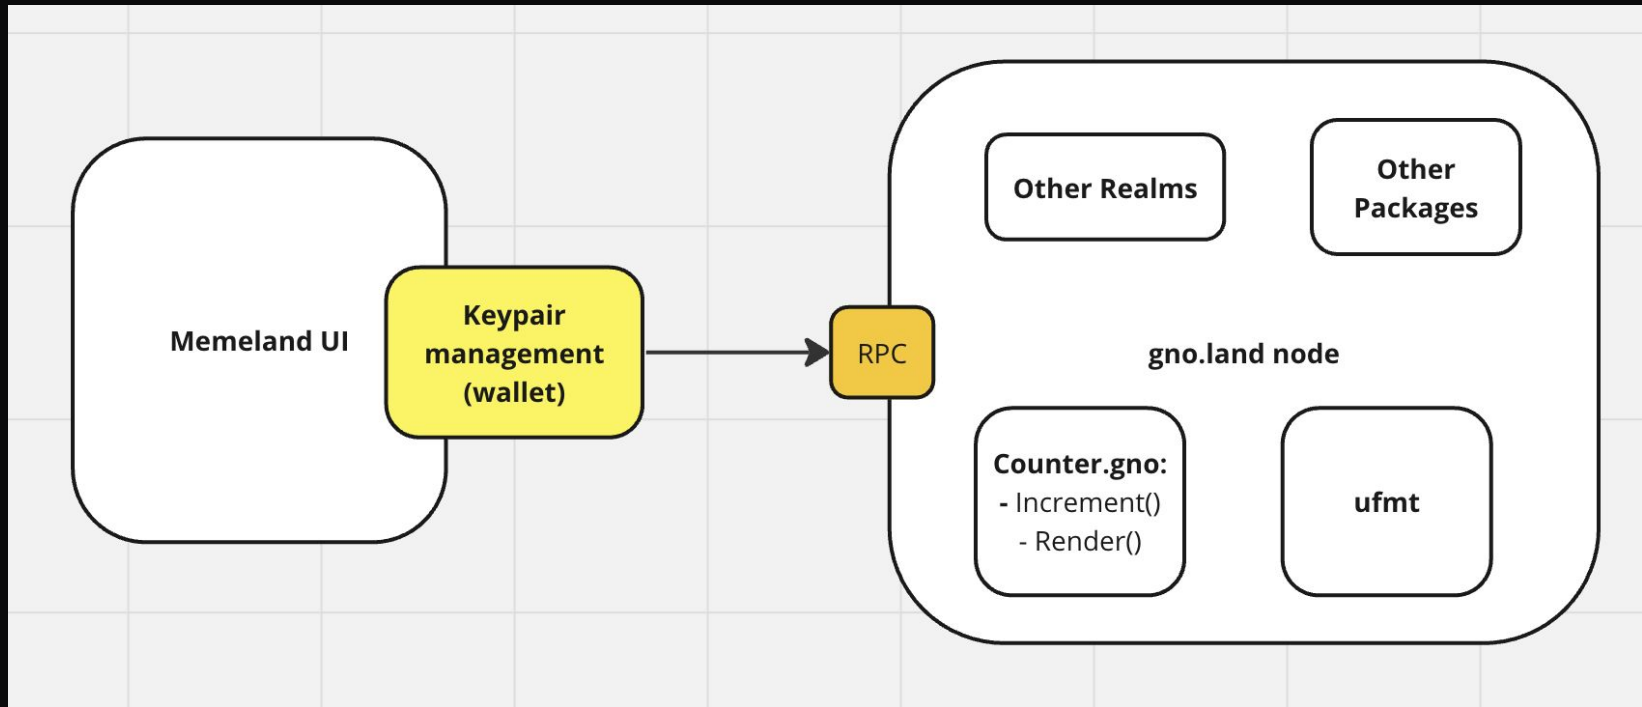 Memeland UI
Keypair
management
(wallet)
RPC
Other Realms
Other
Packages
gno.land node
Counter.gno:
- Increment()
- Render()
ufmt